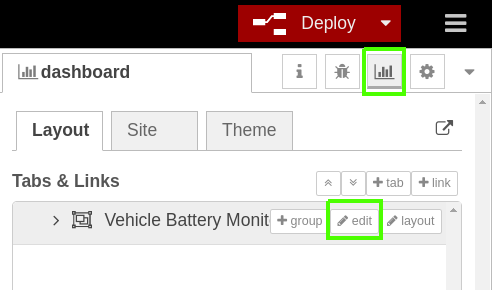 Deploy
dashboard
Layout Site Theme
Tabs & Links
+ tab + link
Vehicle Battery Monit + group edit layout